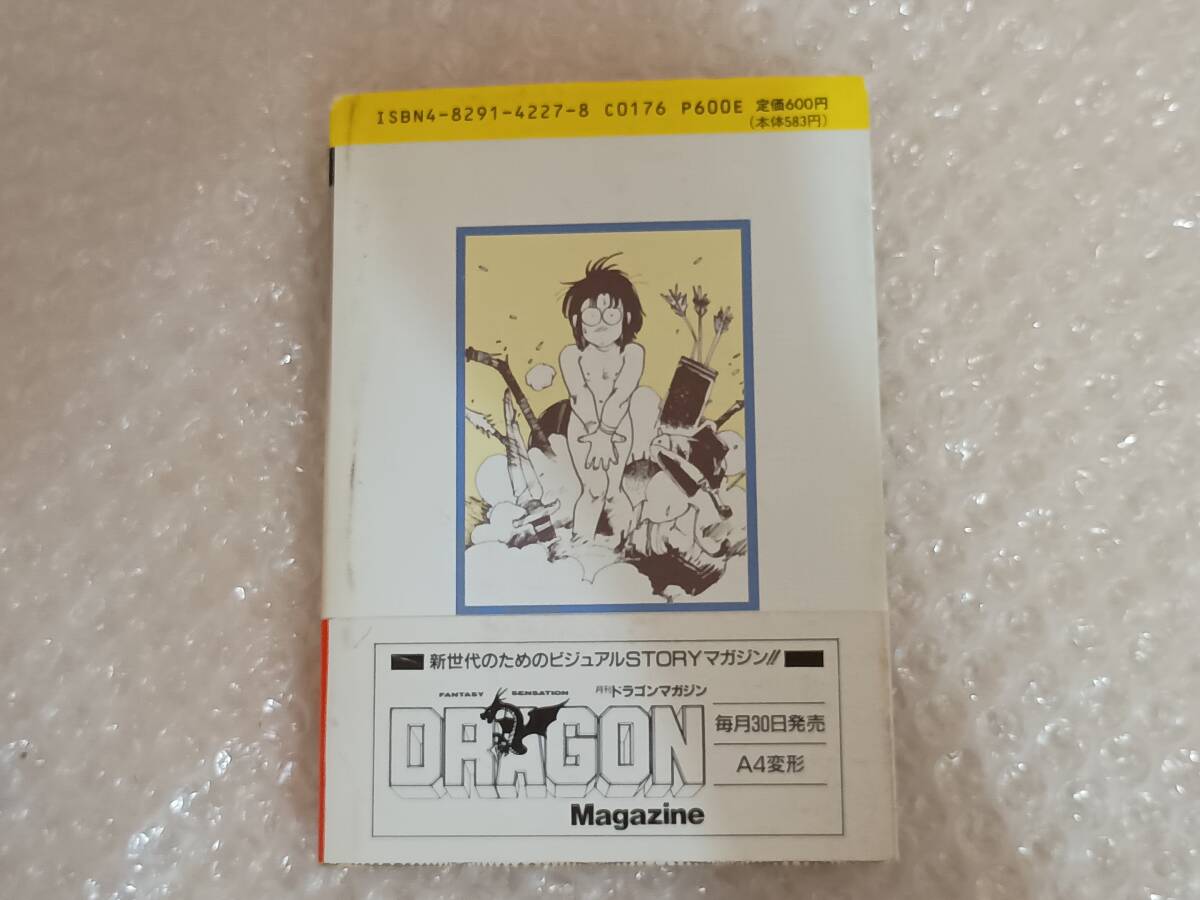 ISBN4-8291-4227-8 C0176 P600E 定価600円
(本体583円)
新世代のためのビジュアルSTORYマガジン!!
FANTASY SENSATION 月刊ドラゴンマガジン
DRAGON
Magazine
毎月30日発売
A4変形